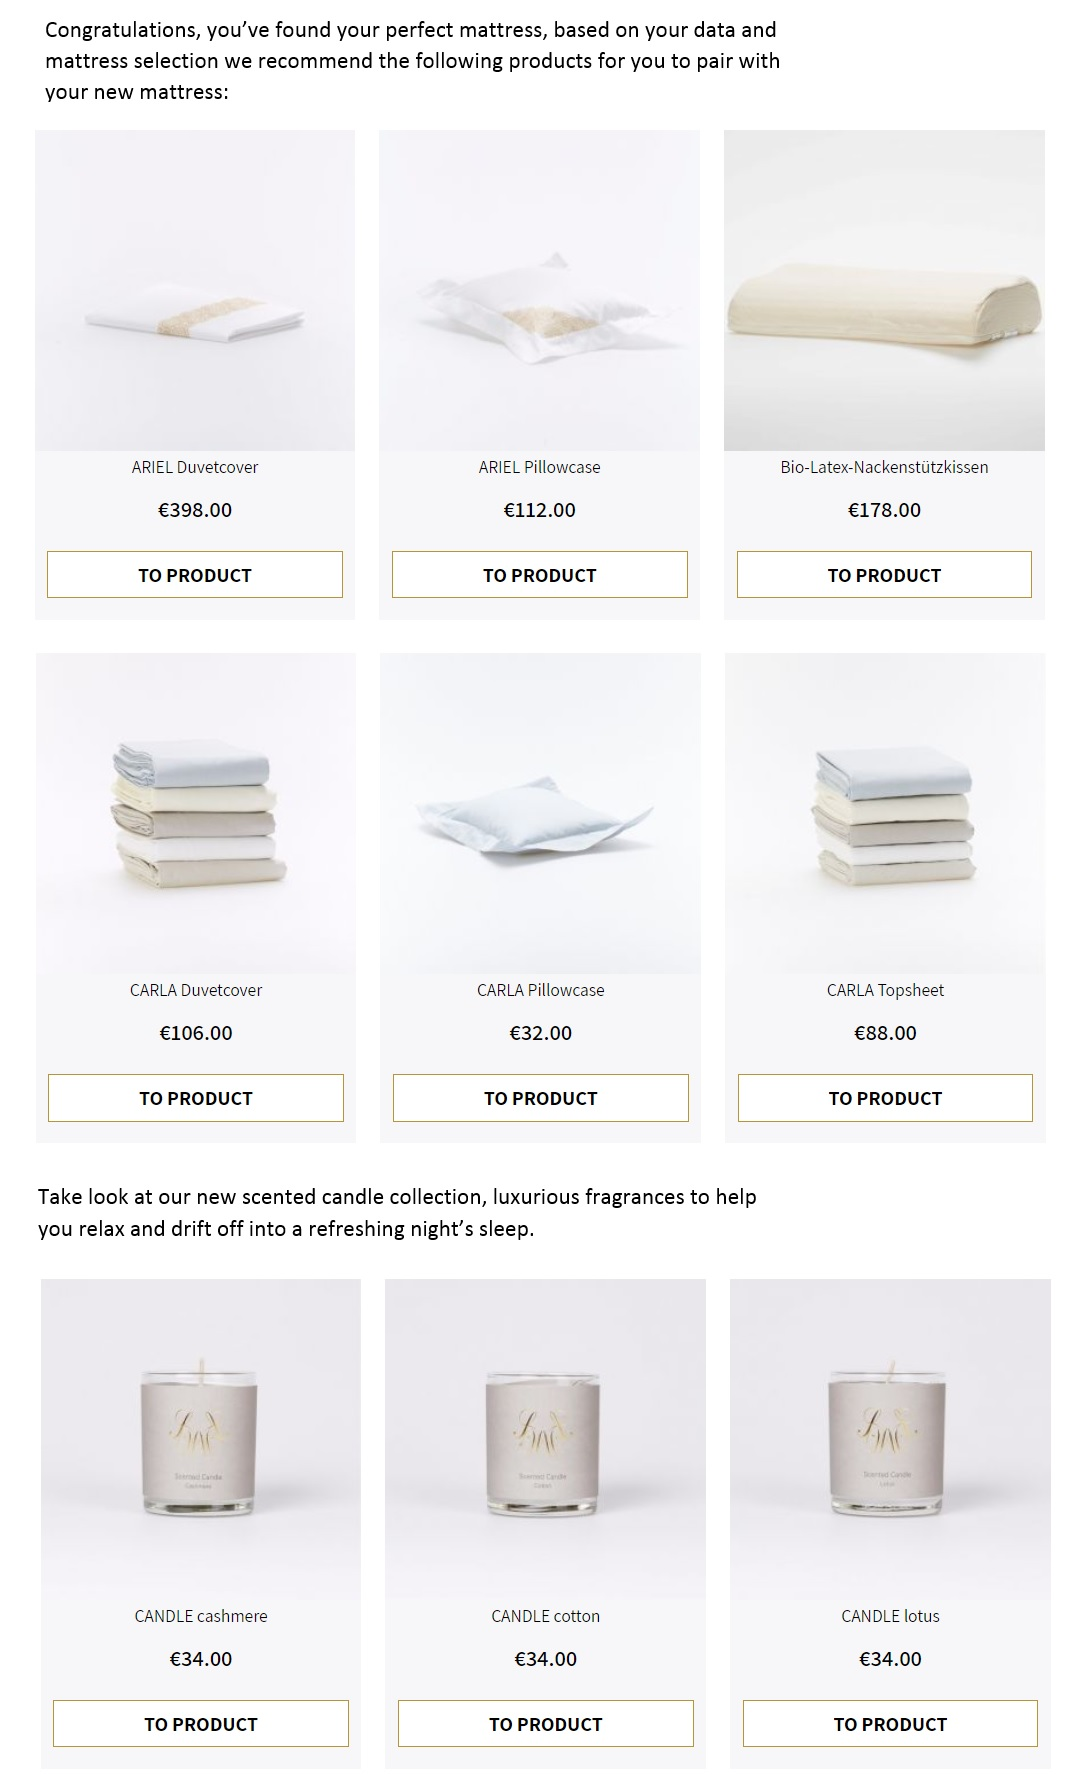 Congratulations, you’ve found your perfect mattress, based on your data and
mattress selection we recommend the following products for you to pair with
your new mattress:
ARIEL Duvetcover
ARIEL Pillowcase
Bio-Latex-Nackenstützkissen
€398.00
€112.00
€178.00
TO PRODUCT
TO PRODUCT
TO PRODUCT
CARLA Duvetcover
CARLA Pillowcase
CARLA Topsheet
€106.00
€32.00
€88.00
TO PRODUCT
TO PRODUCT
TO PRODUCT
Take look at our new scented candle collection, luxurious fragrances to help
you relax and drift off into a refreshing night’s sleep.
Scented Candle
Cashmere
Scented Candle
Cotton
Scented Candle
Lotus
CANDLE cashmere
CANDLE cotton
CANDLE lotus
€34.00
€34.00
€34.00
TO PRODUCT
TO PRODUCT
TO PRODUCT